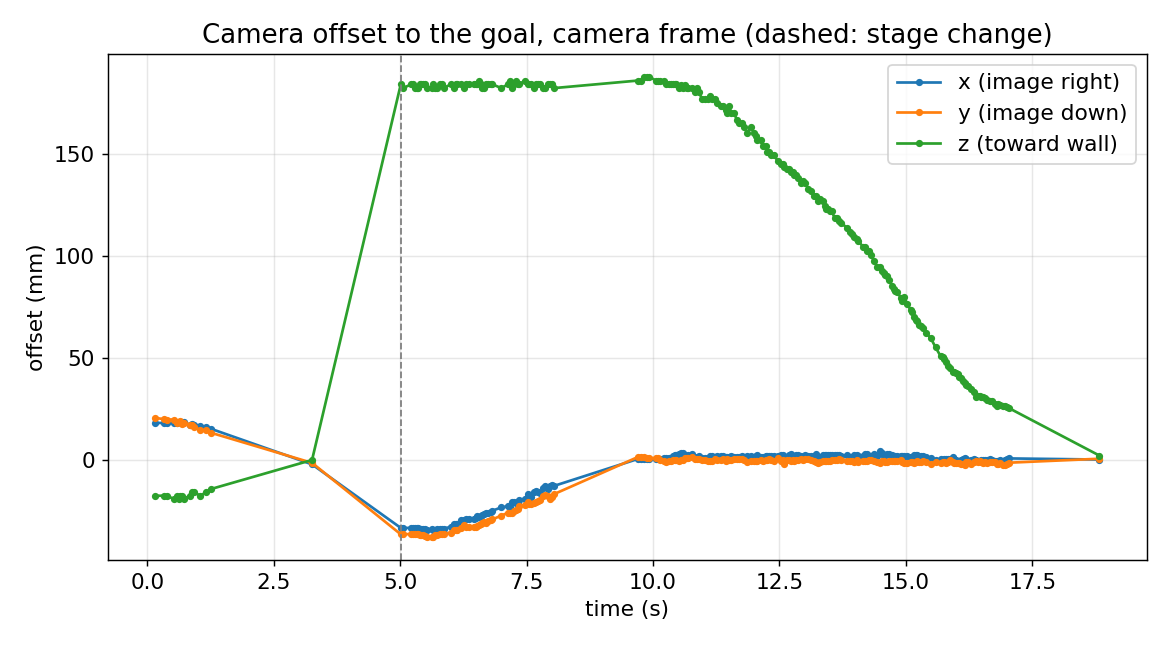 Camera offset to the goal, camera frame (dashed: stage change)
x (image right)
y (image down)
z (toward wall)
offset (mm)
150
100
50
0
0.0 2.5 5.0 7.5 10.0 12.5 15.0 17.5
time (s)